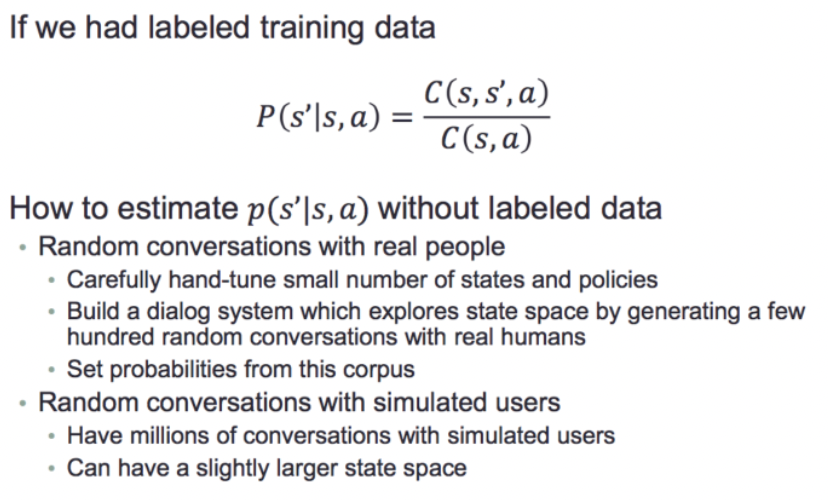 If we had labeled training data
P(s'|s, a) = C(s, s', a) / C(s, a)
How to estimate p(s'|s, a) without labeled data
• Random conversations with real people
• Carefully hand-tune small number of states and policies
• Build a dialog system which explores state space by generating a few
hundred random conversations with real humans
• Set probabilities from this corpus
• Random conversations with simulated users
• Have millions of conversations with simulated users
• Can have a slightly larger state space